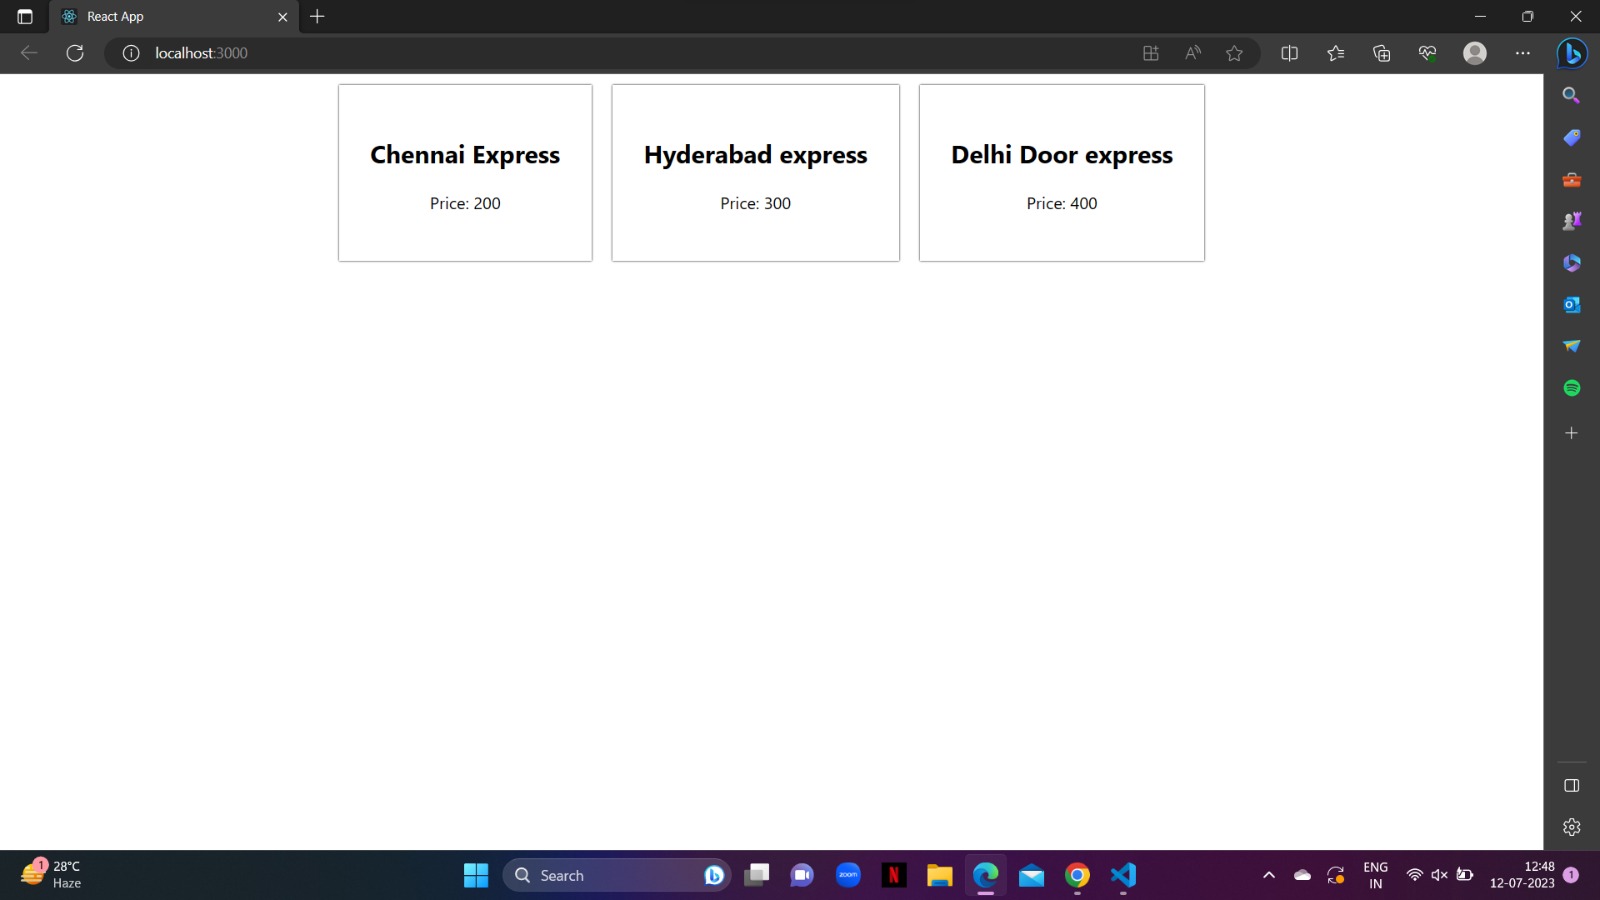 React App
localhost:3000
Chennai Express
Hyderabad express
Delhi Door express
Price: 200
Price: 300
Price: 400
1
28°C
Haze
Search
zoom
N
ENG
IN
12:48
12-07-2023
1